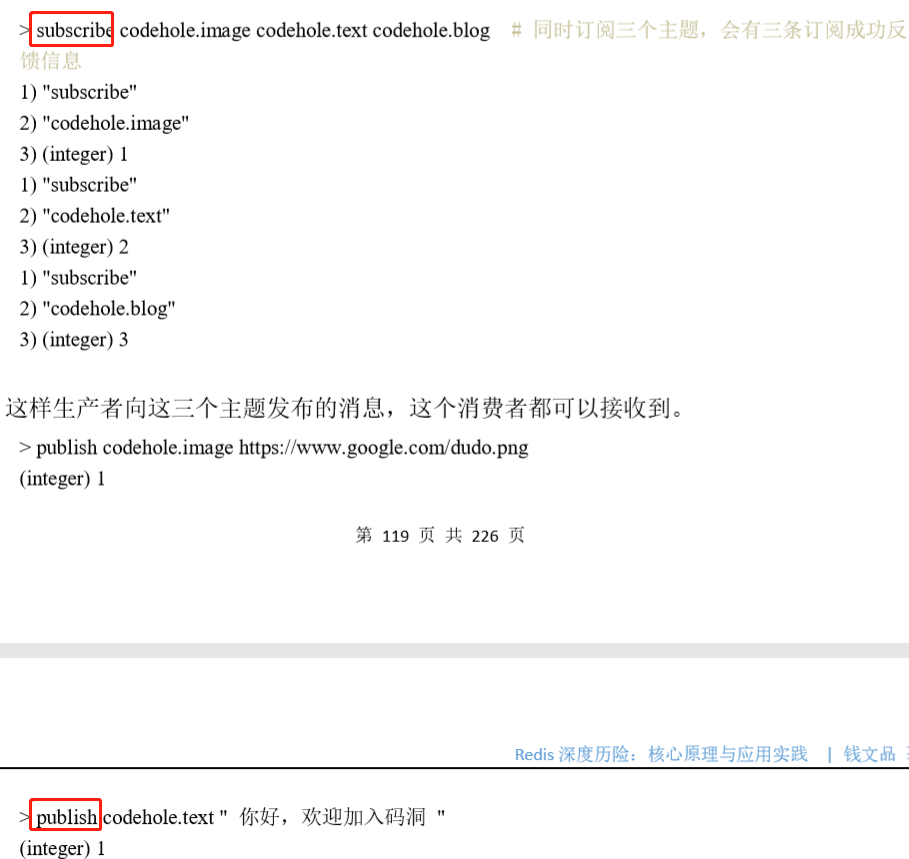 > subscribe codehole.image codehole.text codehole.blog # 同时订阅三个主题，会有三条订阅成功反
馈信息
1) "subscribe"
2) "codehole.image"
3) (integer) 1
1) "subscribe"
2) "codehole.text"
3) (integer) 2
1) "subscribe"
2) "codehole.blog"
3) (integer) 3
这样生产者向这三个主题发布的消息，这个消费者都可以接收到。
> publish codehole.image https://www.google.com/dudo.png
(integer) 1
第 119 页 共 226 页
Redis 深度历险：核心原理与应用实践 | 钱文品
> publish codehole.text " 你好，欢迎加入码洞 "
(integer) 1